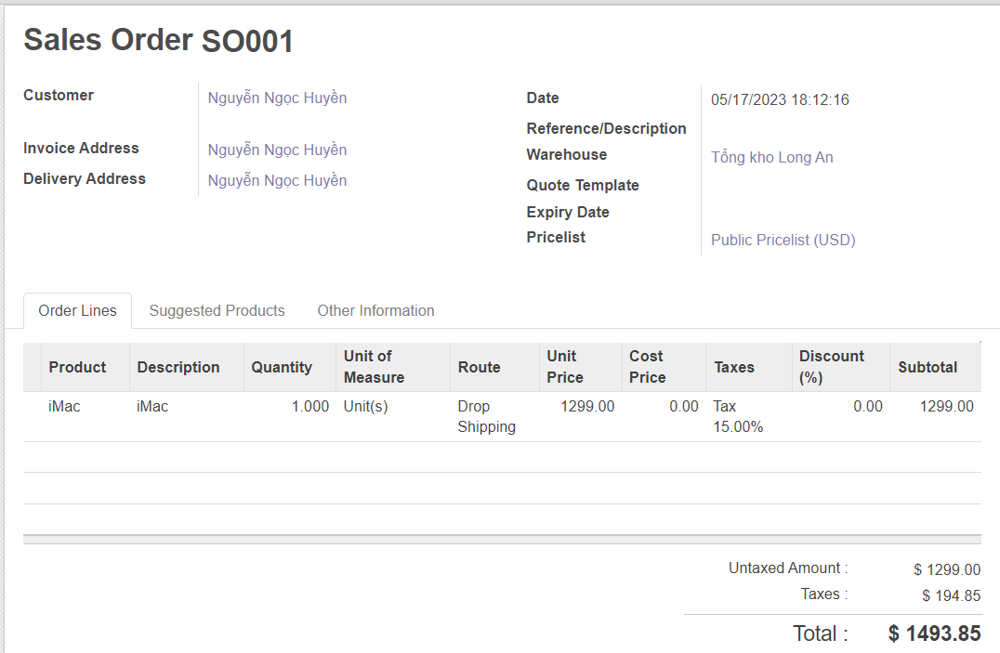 Sales Order SO001
Customer
Nguyễn Ngọc Huyền
Invoice Address
Nguyễn Ngọc Huyền
Delivery Address
Nguyễn Ngọc Huyền
Date
05/17/2023 18:12:16
Reference/Description
Warehouse
Tổng kho Long An
Quote Template
Expiry Date
Pricelist
Public Pricelist (USD)
Order Lines Suggested Products Other Information
Product Description Quantity Unit of Measure Route Unit Price Cost Price Taxes Discount (%) Subtotal
iMac iMac 1.000 Unit(s) Drop Shipping 1299.00 0.00 Tax 15.00% 0.00 1299.00
Untaxed Amount : $ 1299.00
Taxes : $ 194.85
Total : $ 1493.85